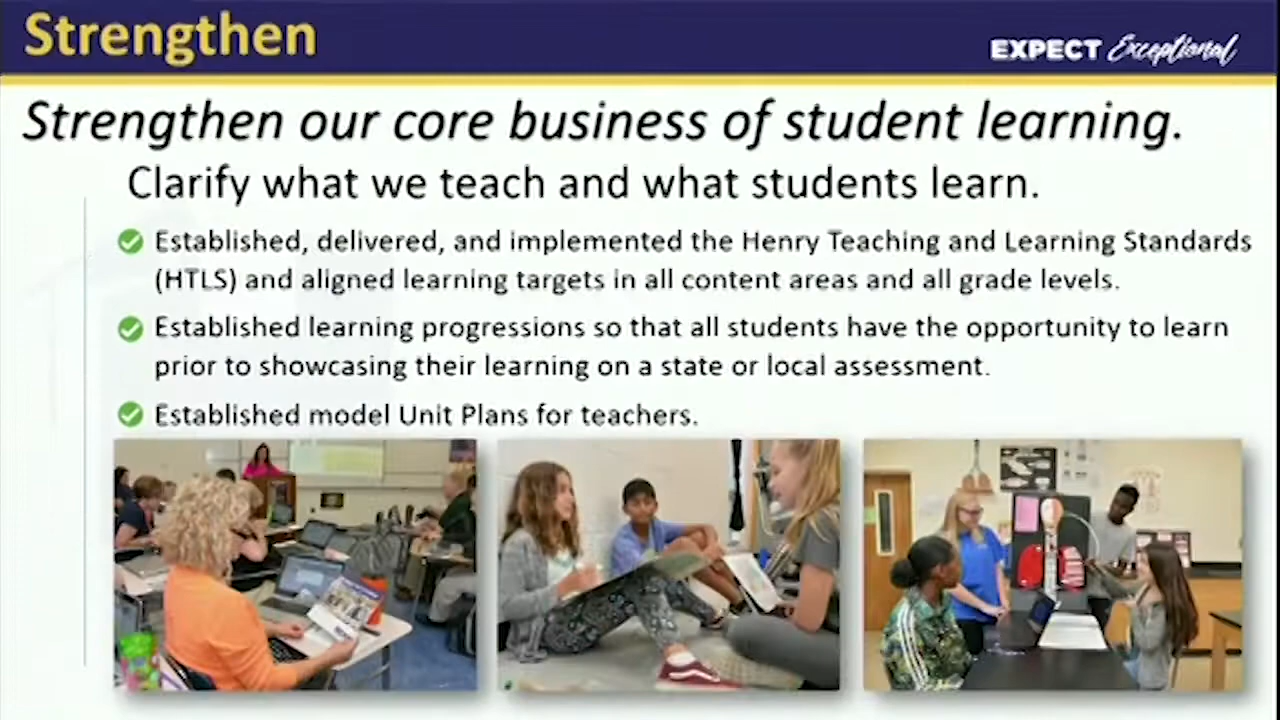 Strengthen
EXPECT Exceptional
Strengthen our core business of student learning.
Clarify what we teach and what students learn.
Established, delivered, and implemented the Henry Teaching and Learning Standards
(HTLS) and aligned learning targets in all content areas and all grade levels.
Established learning progressions so that all students have the opportunity to learn
prior to showcasing their learning on a state or local assessment.
Established model Unit Plans for teachers.